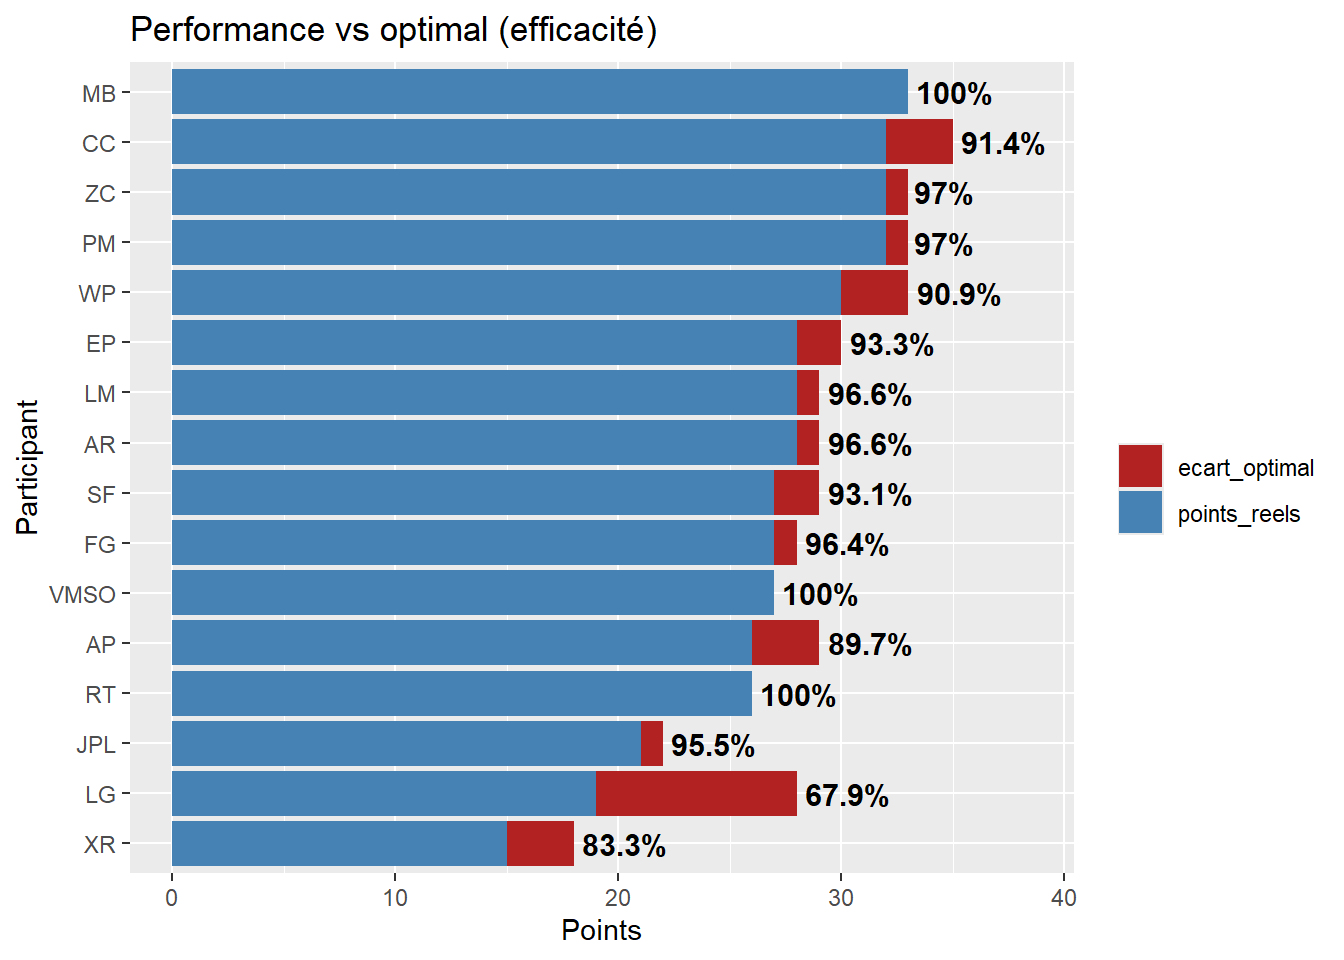 Performance vs optimal (efficacité)
MB 100%
CC 91.4%
ZC 97%
PM 97%
WP 90.9%
EP 93.3%
LM 96.6%
AR 96.6%
SF 93.1%
FG 96.4%
VMSO 100%
AP 89.7%
RT 100%
JPL 95.5%
LG 67.9%
XR 83.3%
0 10 20 30 40
Points
Participant
ecart_optimal
points_reels